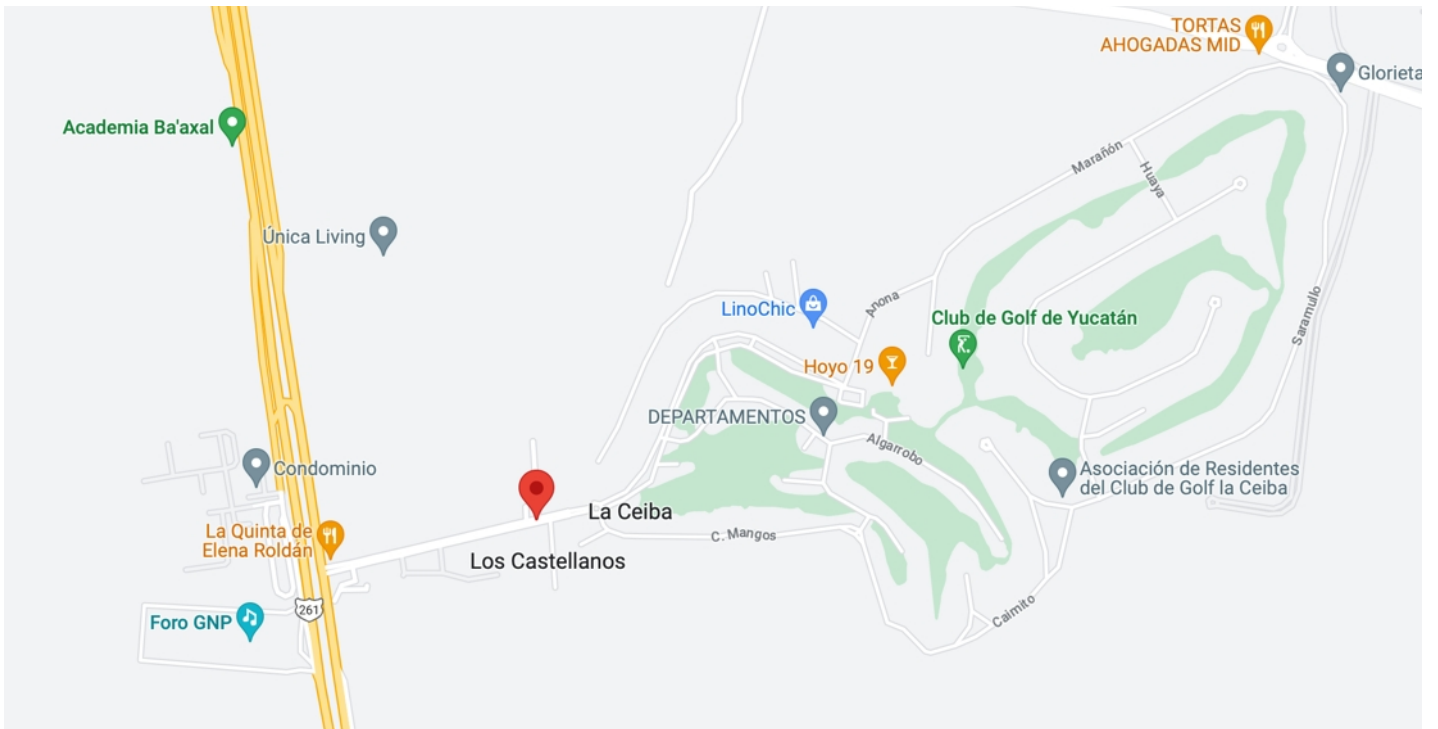 TORTAS
AHOGADAS MID
Glorieta
Academia Ba'axal
Marañón
Huaya
Única Living
Anona
LinoChic
Club de Golf de Yucatán
Saramullo
Hoyo 19
DEPARTAMENTOS
Algarrobo
Condominio
Asociación de Residentes
del Club de Golf la Ceiba
La Ceiba
La Quinta de
Elena Roldán
C. Mangos
Los Castellanos
261
Caimito
Foro GNP